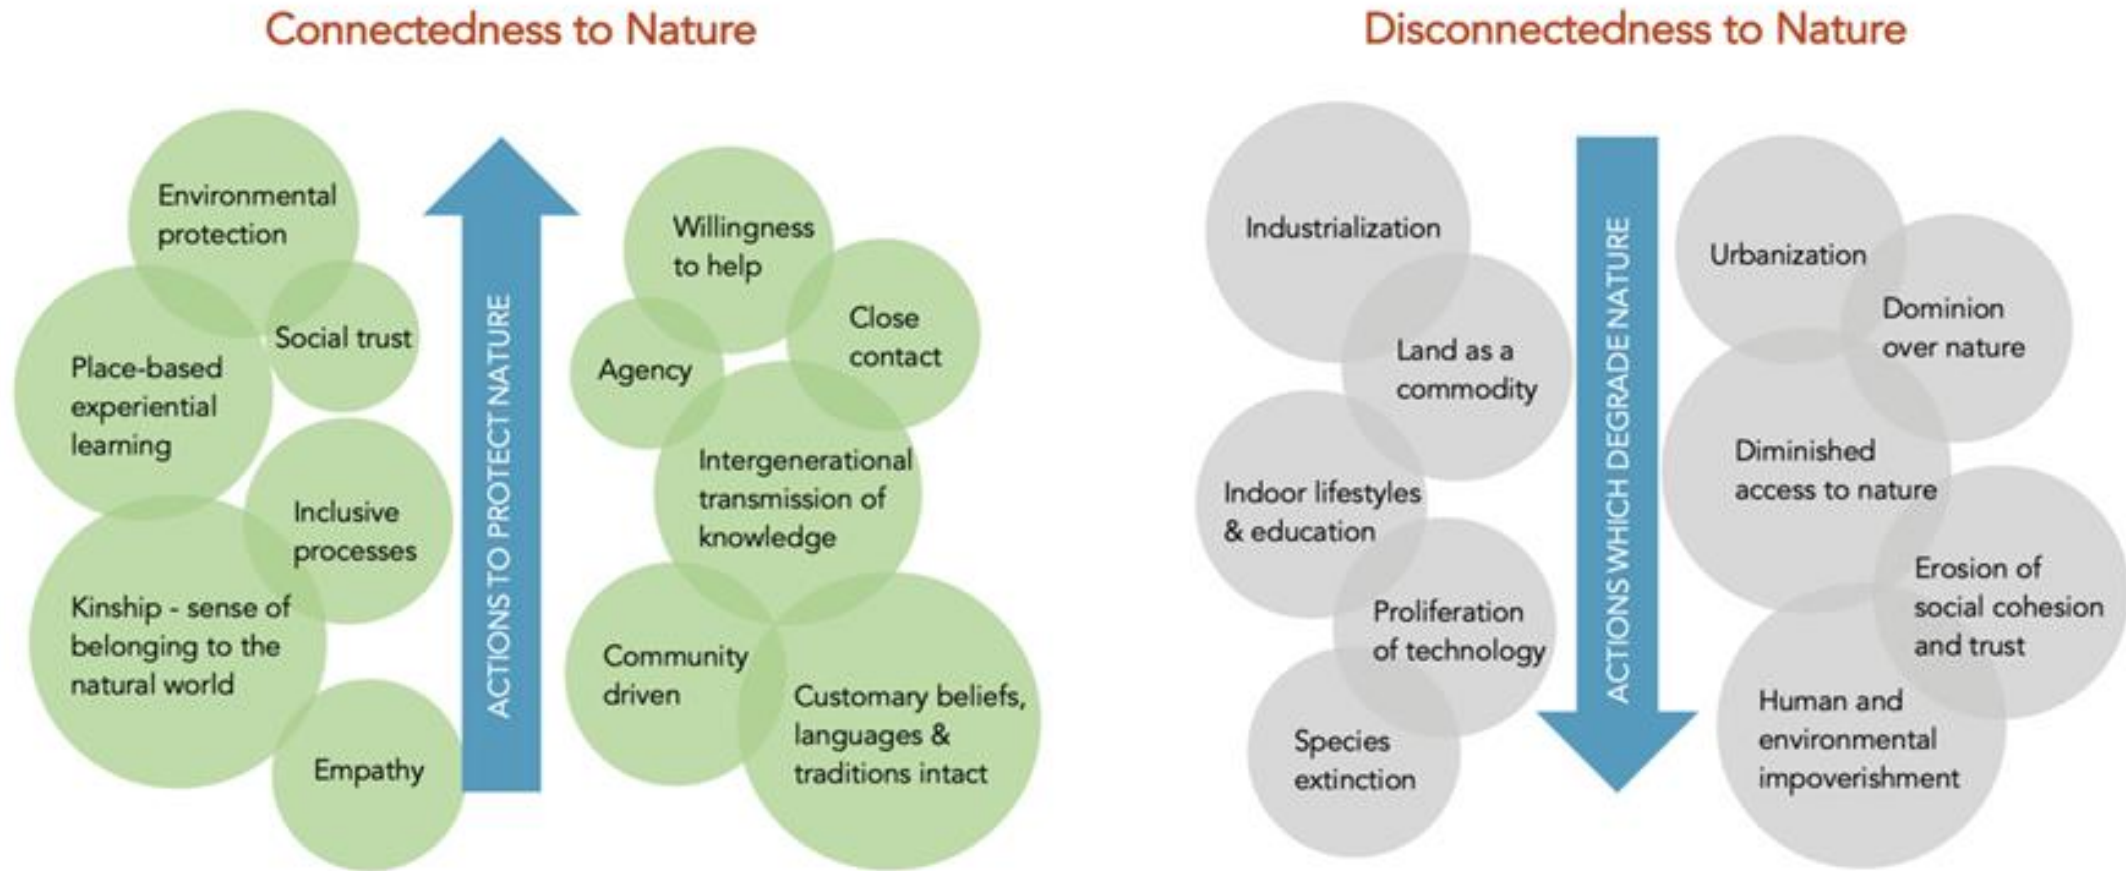 Connectedness to Nature
Environmental
protection
Social trust
Place-based
experiential
learning
Inclusive
processes
Kinship - sense of
belonging to the
natural world
Empathy
ACTIONS TO PROTECT NATURE
Willingness
to help
Close
contact
Agency
Intergenerational
transmission of
knowledge
Community
driven
Customary beliefs,
languages &
traditions intact
Disconnectedness to Nature
Industrialization
Land as a
commodity
Indoor lifestyles
& education
Proliferation
of technology
Species
extinction
ACTIONS WHICH DEGRADE NATURE
Urbanization
Dominion
over nature
Diminished
access to nature
Erosion of
social cohesion
and trust
Human and
environmental
impoverishment